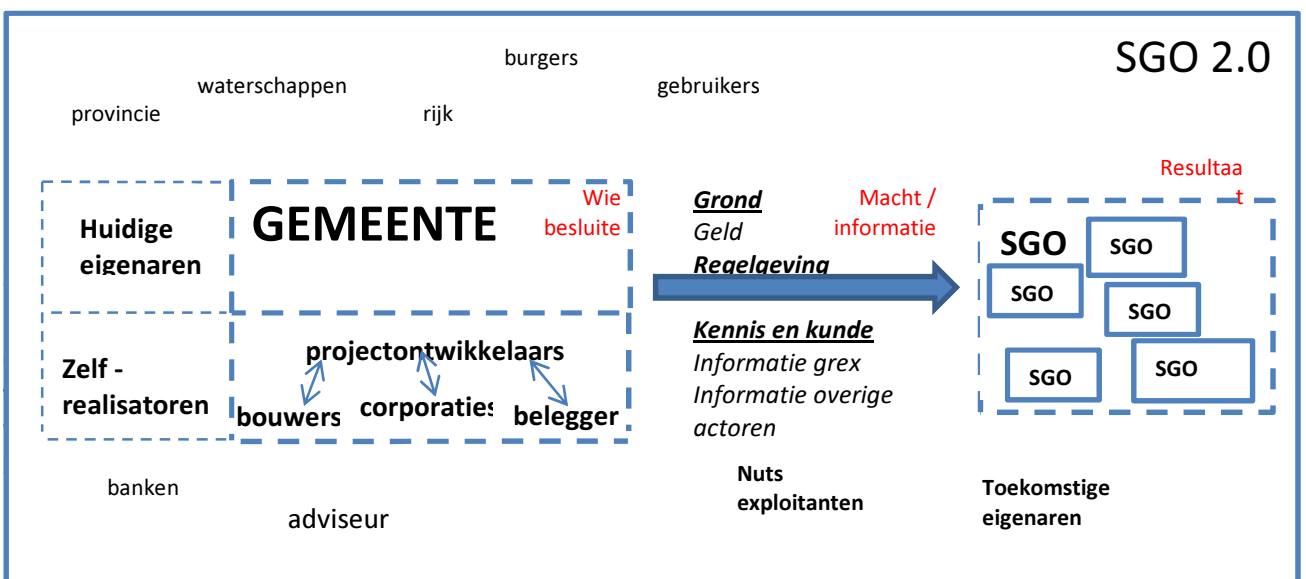 SGO 2.0
burgers
waterschappen
gebruikers
provincie
rijk
Huidige
eigenaren
GEMEENTE
Wie
besluite
Grond
Geld
Regelgeving
Macht /
informatie
Resultaa
t
SGO
SGO
SGO
SGO
SGO
SGO
Zelf -
realisatoren
projectontwikkelaars
bouwers
corporaties
belegger
Kennis en kunde
Informatie grex
Informatie overige
actoren
banken
adviseur
Nuts
exploitanten
Toekomstige
eigenaren